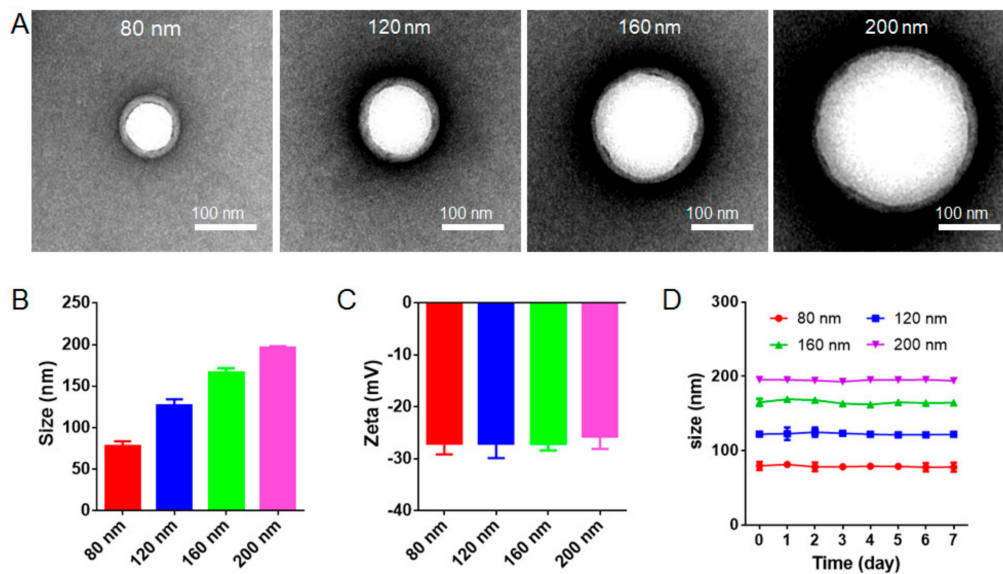 A
80 nm
120 nm
160 nm
200 nm
100 nm
100 nm
100 nm
100 nm
B
250
200
150
100
50
0
Size (nm)
80 nm
120 nm
160 nm
200 nm
C
0
-10
-20
-30
-40
Zeta (mV)
80 nm
120 nm
160 nm
200 nm
D
300
200
100
0
size (nm)
80 nm
120 nm
160 nm
200 nm
0 1 2 3 4 5 6 7
Time (day)